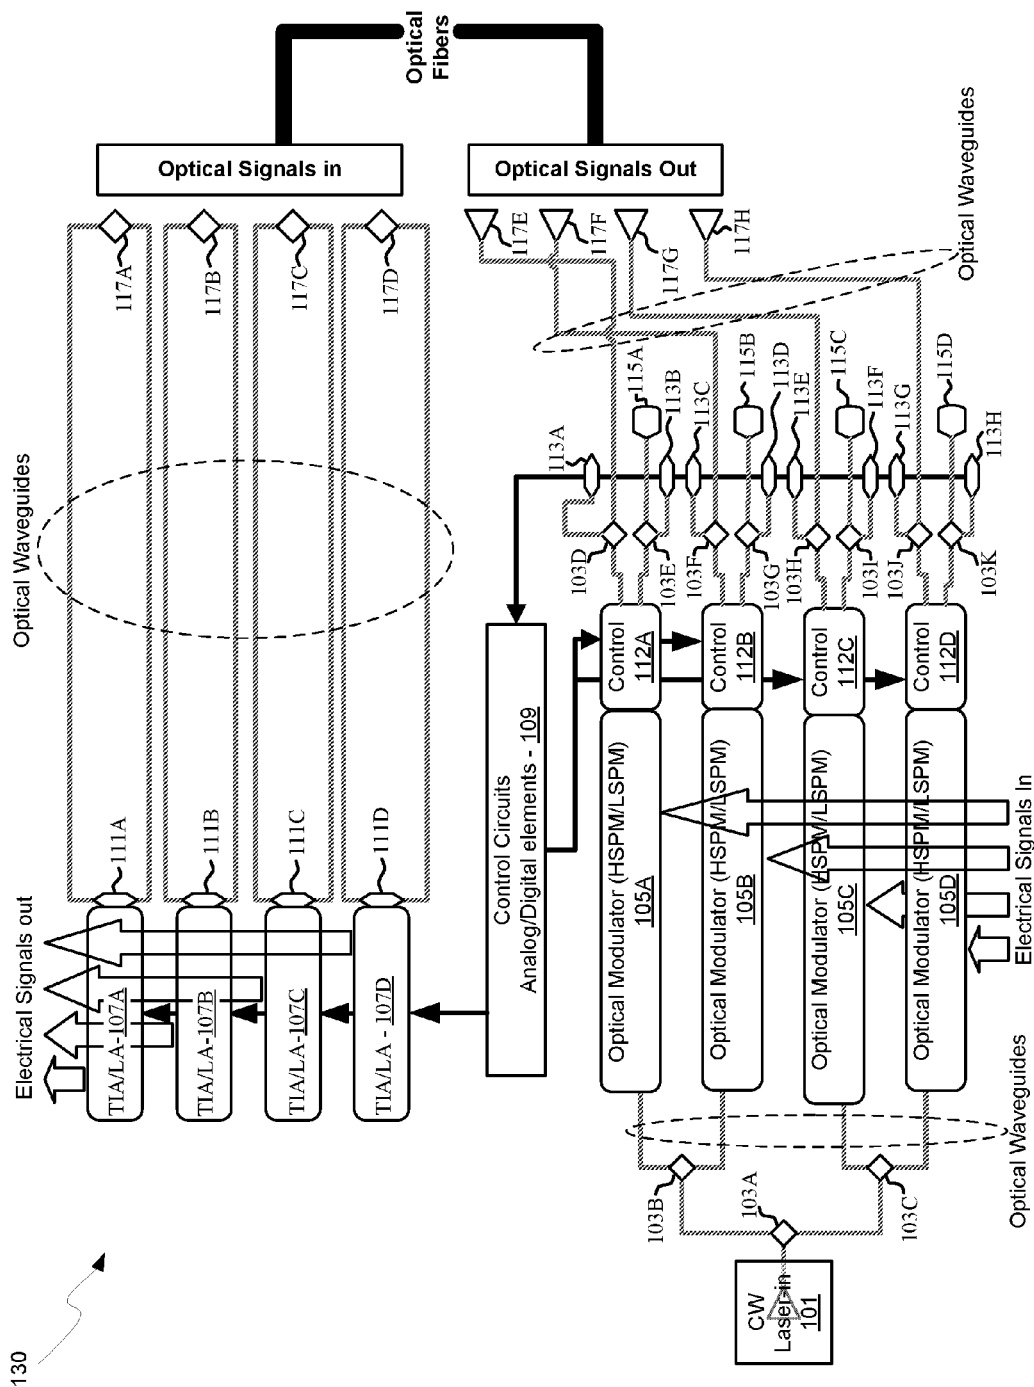 130
Electrical Signals out
Optical Waveguides
TIA/LA-107A
TIA/LA-107B
TIA/LA-107C
TIA/LA - 107D
111A
111B
111C
111D
117A
117B
117C
117D
Optical Signals in
Optical
Fibers
Optical Signals Out
117E
117F
117G
117H
Optical Waveguides
Control Circuits
Analog/Digital elements - 109
CW
Laser-in
101
103A
103B
103C
Optical Waveguides
Optical Modulator (HSPM/LSPM)
105A
Optical Modulator (HSPM/LSPM)
105B
Optical Modulator (HSPM/LSPM)
105C
Optical Modulator (HSPM/LSPM)
105D
Electrical Signals In
Control
112A
Control
112B
Control
112C
Control
112D
103D
103E
103F
103G
103H
103I
103J
103K
113A
115A
113B
113C
115B
113D
113E
115C
113F
113G
115D
113H